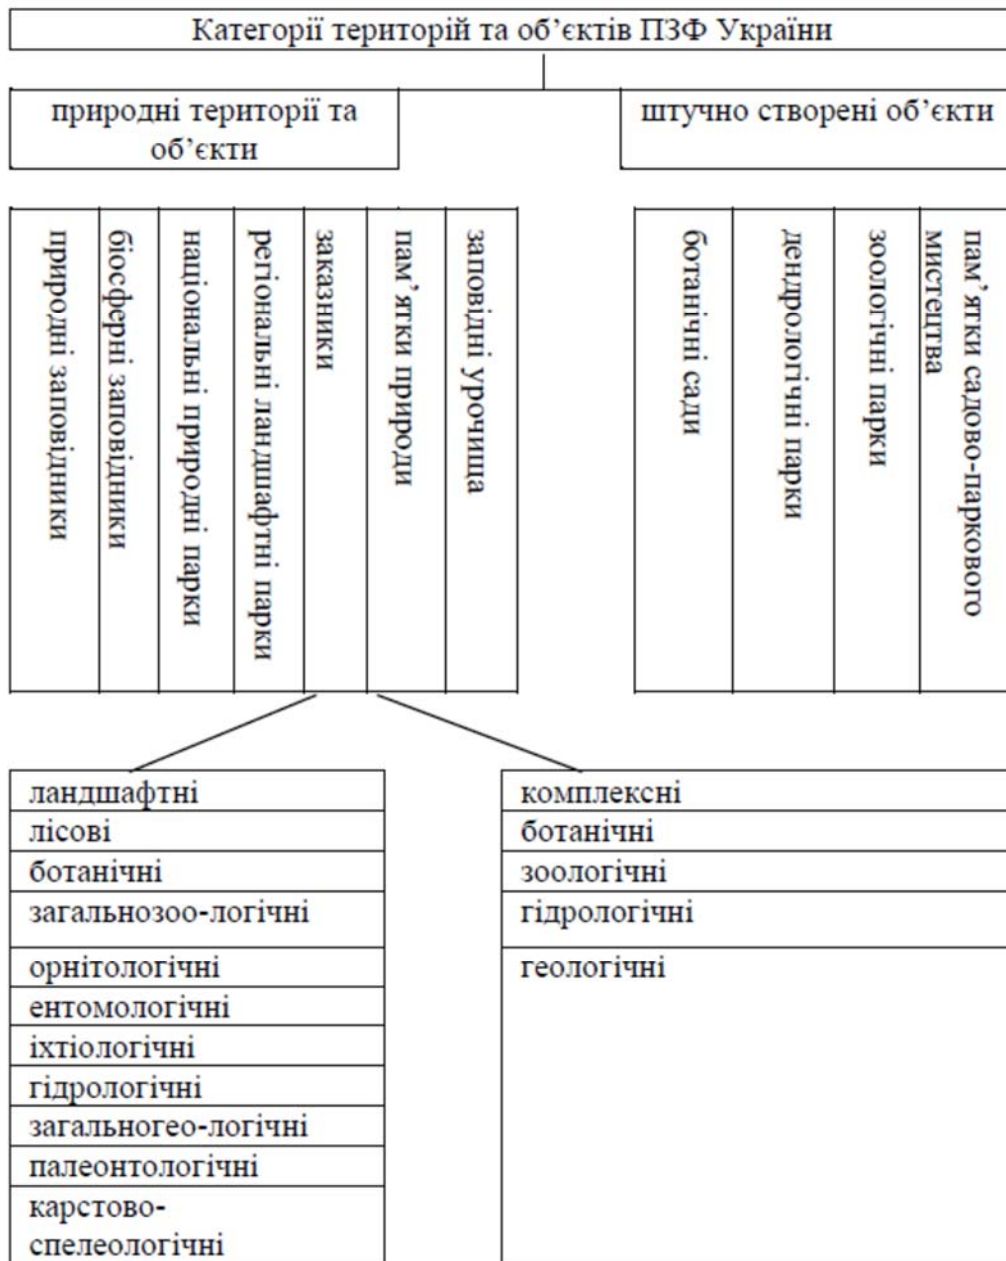 Категорії територій та об’єктів ПЗФ України
природні території та
об’єкти
штучно створені об’єкти
природні заповідники
біосферні заповідники
національні природні парки
регіональні ландшафтні парки
заказники
пам’ятки природи
заповідні урочища
ботанічні сади
дендрологічні парки
зоологічні парки
пам’ятки садово-паркового
мистецтва
ландшафтні
лісові
ботанічні
загальнозоо-логічні
орнітологічні
ентомологічні
іхтіологічні
гідрологічні
загальногео-логічні
палеонтологічні
карстово-
спелеологічні
комплексні
ботанічні
зоологічні
гідрологічні
геологічні